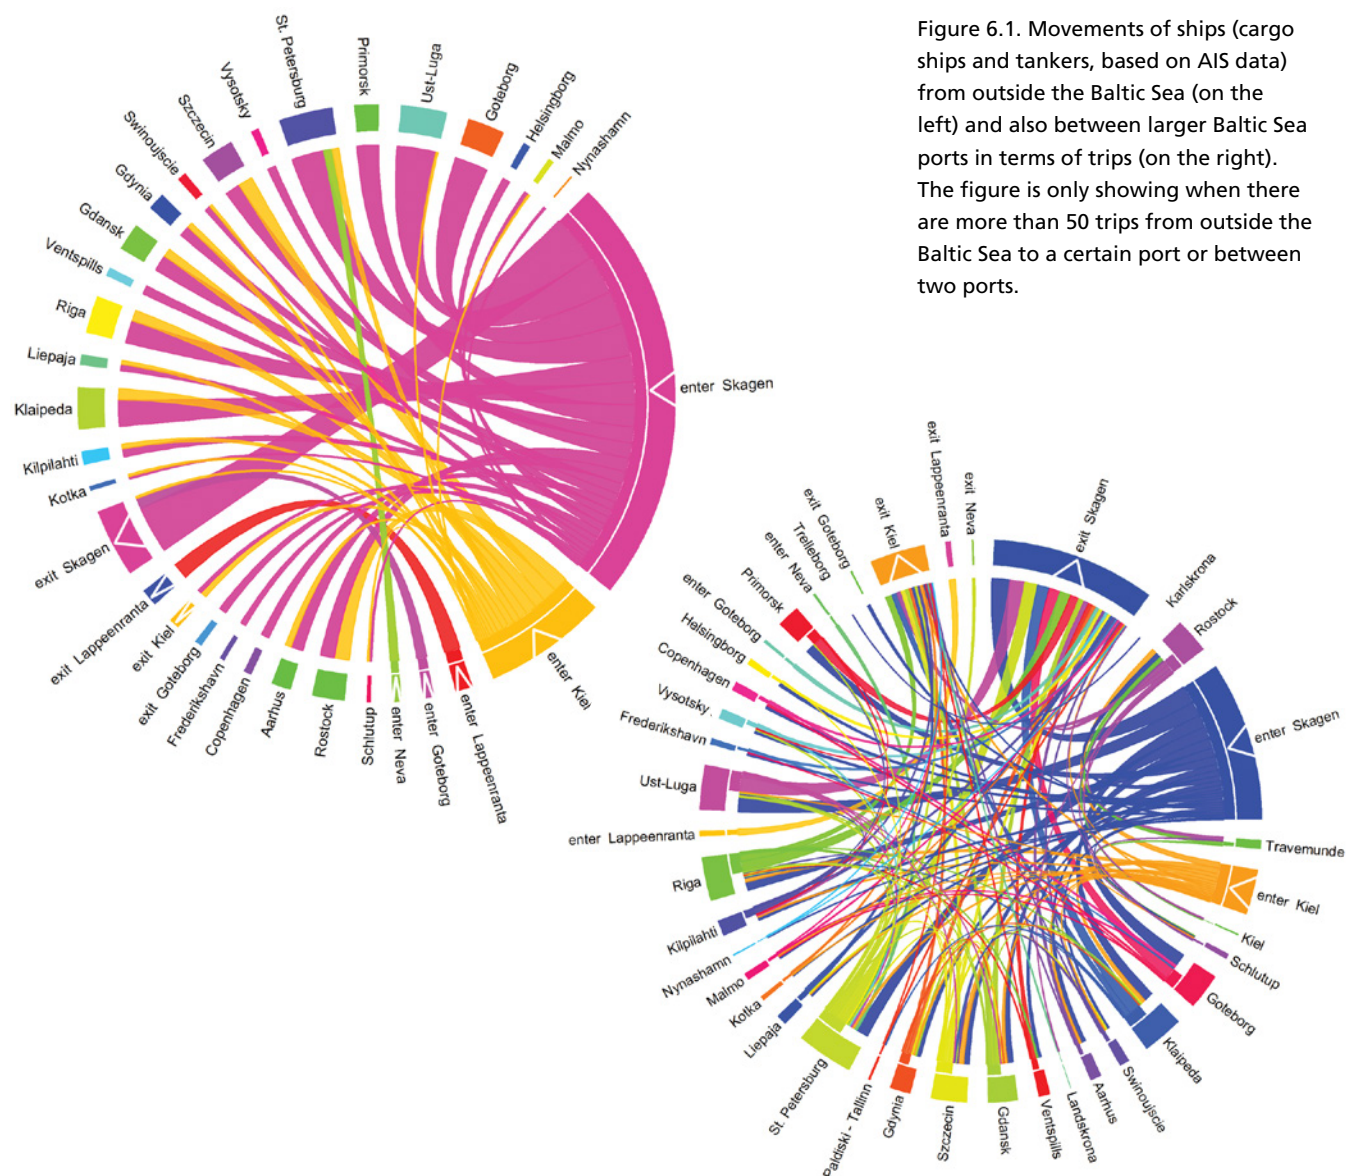 Figure 6.1. Movements of ships (cargo
ships and tankers, based on AIS data)
from outside the Baltic Sea (on the
left) and also between larger Baltic Sea
ports in terms of trips (on the right).
The figure is only showing when there
are more than 50 trips from outside the
Baltic Sea to a certain port or between
two ports.
St. Petersburg
Primorsk
Ust-Luga
Goteborg
Helsingborg
Malmo
Nynashamn
enter Skagen
enter Kiel
enter Lappeenranta
enter Goteborg
enter Neva
Schlutup
Rostock
Aarhus
Copenhagen
Frederikshavn
exit Goteborg
exit Kiel
exit Lappeenranta
exit Skagen
Kotka
Kilpilahti
Klaipeda
Liepaja
Riga
Ventspills
Gdansk
Gdynia
Swinoujscie
Szczecin
Vysotsky
exit Lappeenranta
exit Neva
exit Skagen
Karlskrona
Rostock
enter Skagen
Travemunde
enter Kiel
Kiel
Schlutup
Goteborg
Klaipeda
Swinoujscie
Aarhus
Landskrona
Ventspills
Gdansk
Szczecin
Gdynia
Paldiski - Tallinn
St. Petersburg
Liepaja
Kotka
Malmo
Nynashamn
Kilpilahti
Riga
enter Lappeenranta
Ust-Luga
Frederikshavn
Vysotsky
Copenhagen
Helsingborg
enter Goteborg
Primorsk
enter Neva
Trelleborg
exit Goteborg
exit Kiel